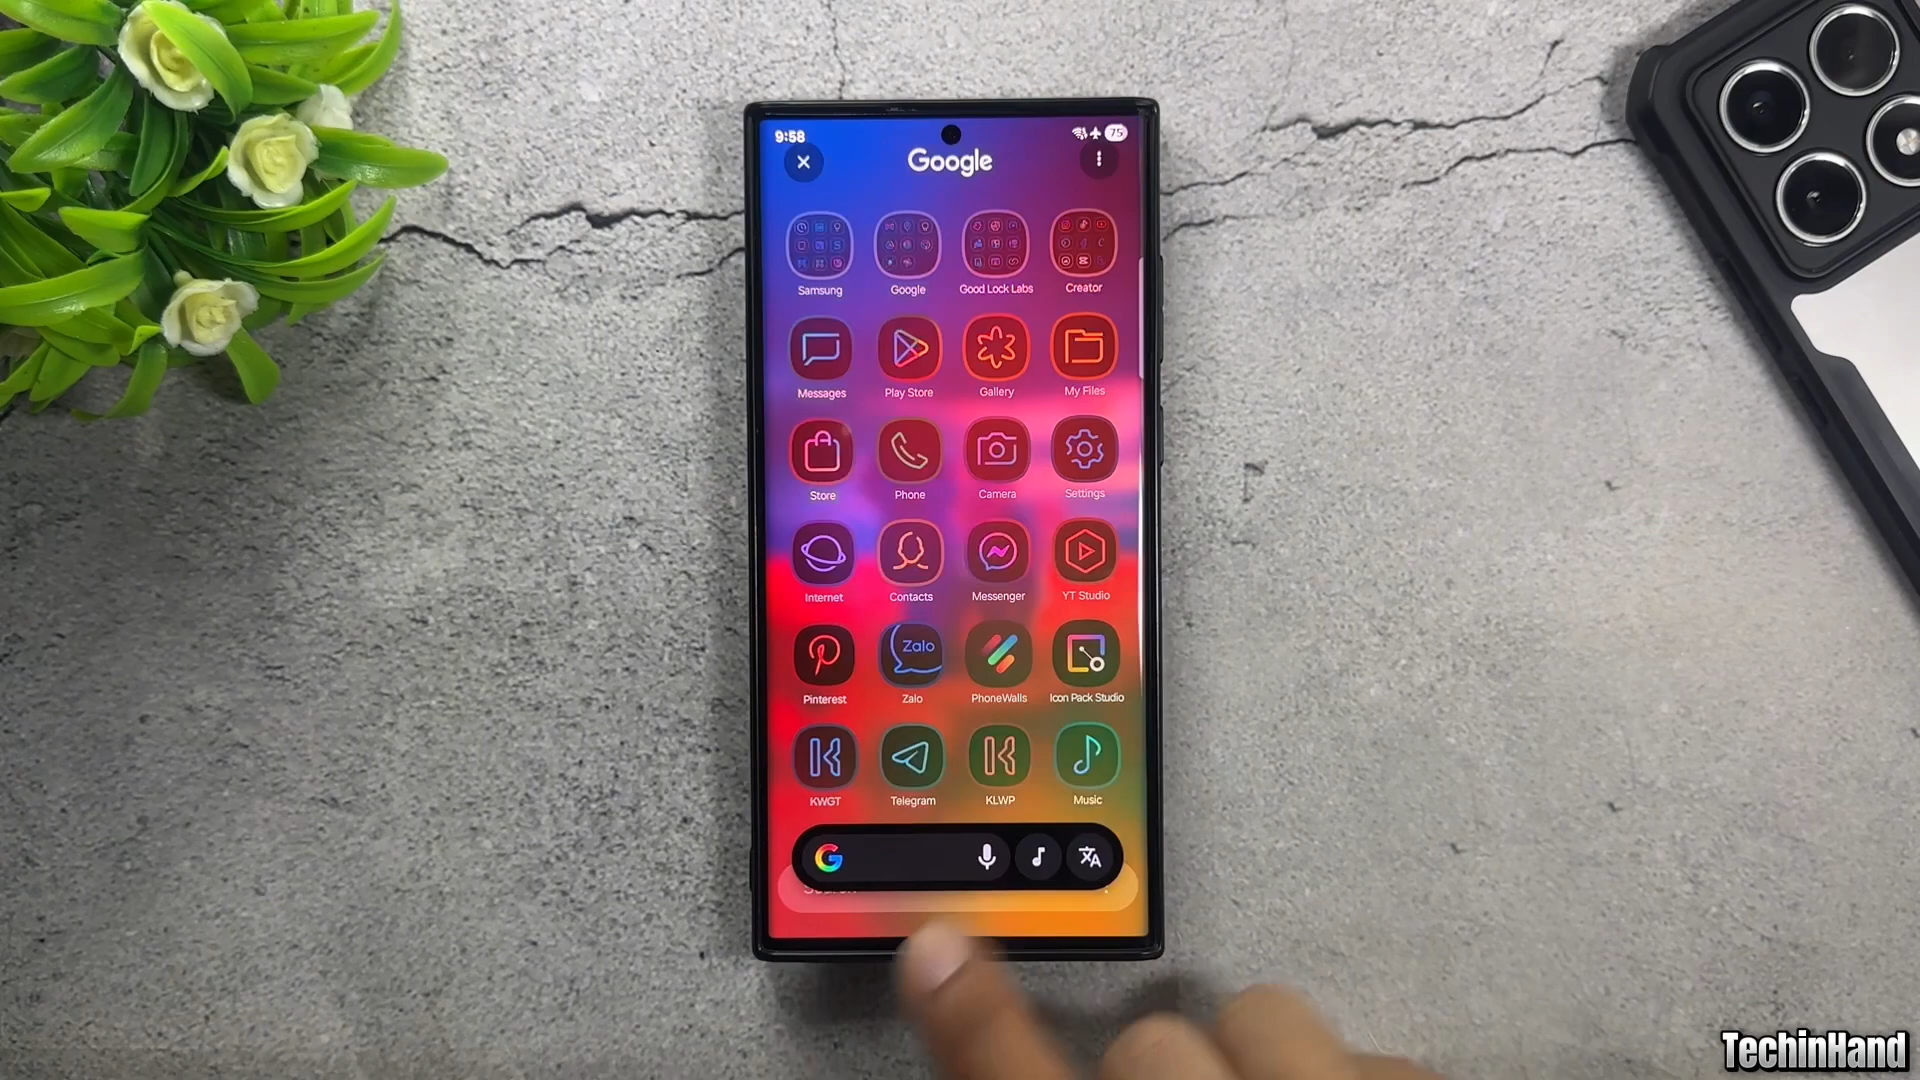 9:58
75
Google
Samsung Google Good Lock Labs Creator
Messages Play Store Gallery My Files
Store Phone Camera Settings
Internet Contacts Messenger YT Studio
Zalo
Pinterest Zalo PhoneWalls Icon Pack Studio
KWGT Telegram KLWP Music
TechinHand